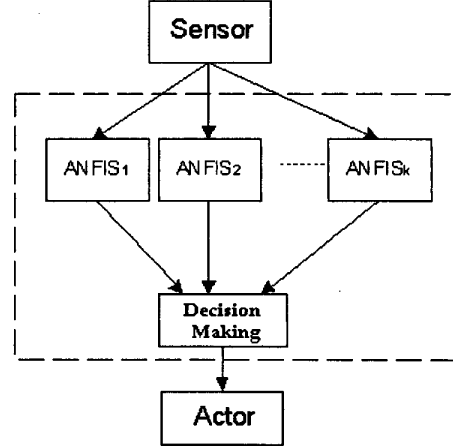 Sensor
ANFIS1
ANFIS2
ANFISk
Decision
Making
Actor